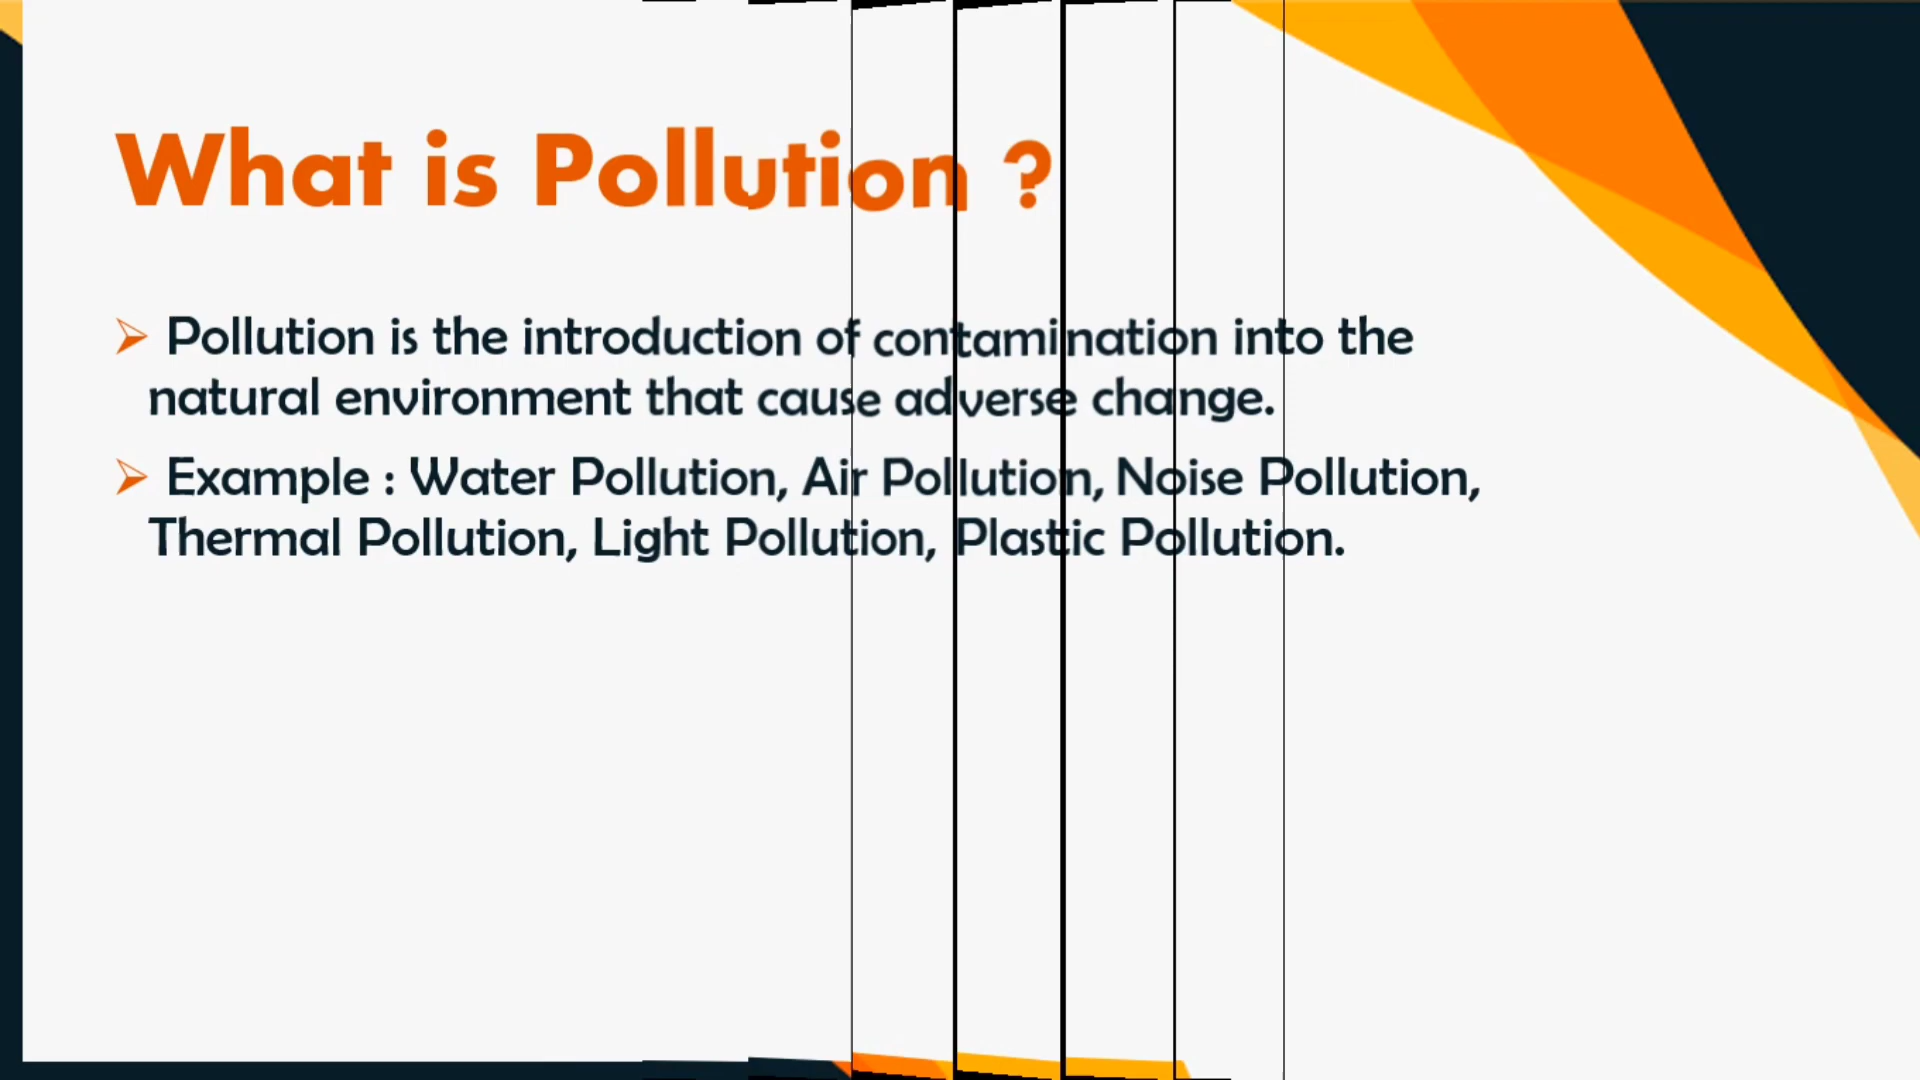 What is Pollution ?
Pollution is the introduction of contamination into the
natural environment that cause adverse change.
Example : Water Pollution, Air Pollution, Noise Pollution,
Thermal Pollution, Light Pollution, Plastic Pollution.